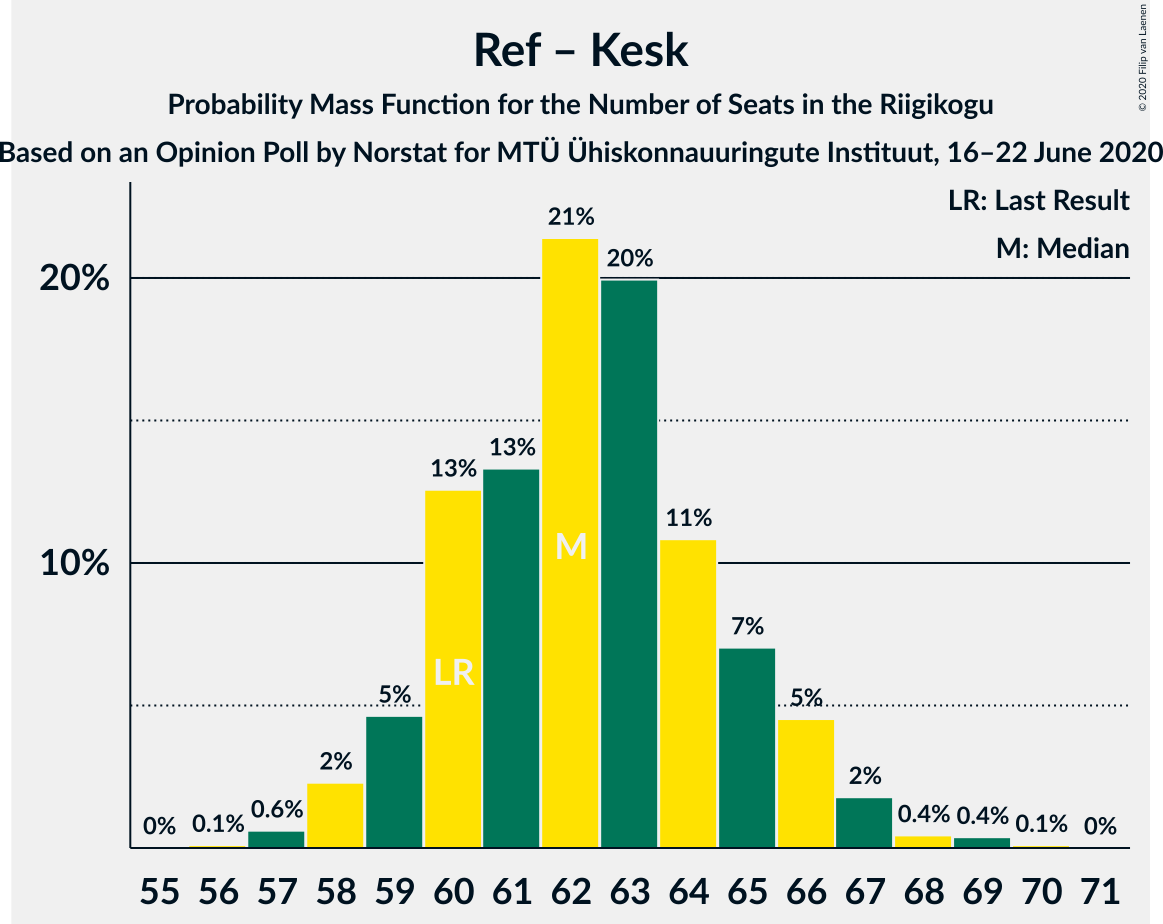 Ref – Kesk
Probability Mass Function for the Number of Seats in the Riigikogu
Based on an Opinion Poll by Norstat for MTÜ Ühiskonnauuringute Instituut, 16–22 June 2020
© 2020 Filip van Laenen
LR: Last Result
M: Median
20%
10%
0%
0.1%
0.6%
2%
5%
13%
13%
21%
20%
11%
7%
5%
2%
0.4%
0.4%
0.1%
0%
LR
M
55 56 57 58 59 60 61 62 63 64 65 66 67 68 69 70 71